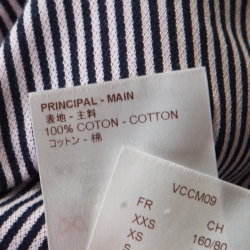 PRINCIPAL - MAIN
表地 - 主料
100% COTON - COTTON
コットン - 棉
VCCM09
FR CH
XXS 160/80
XS
S